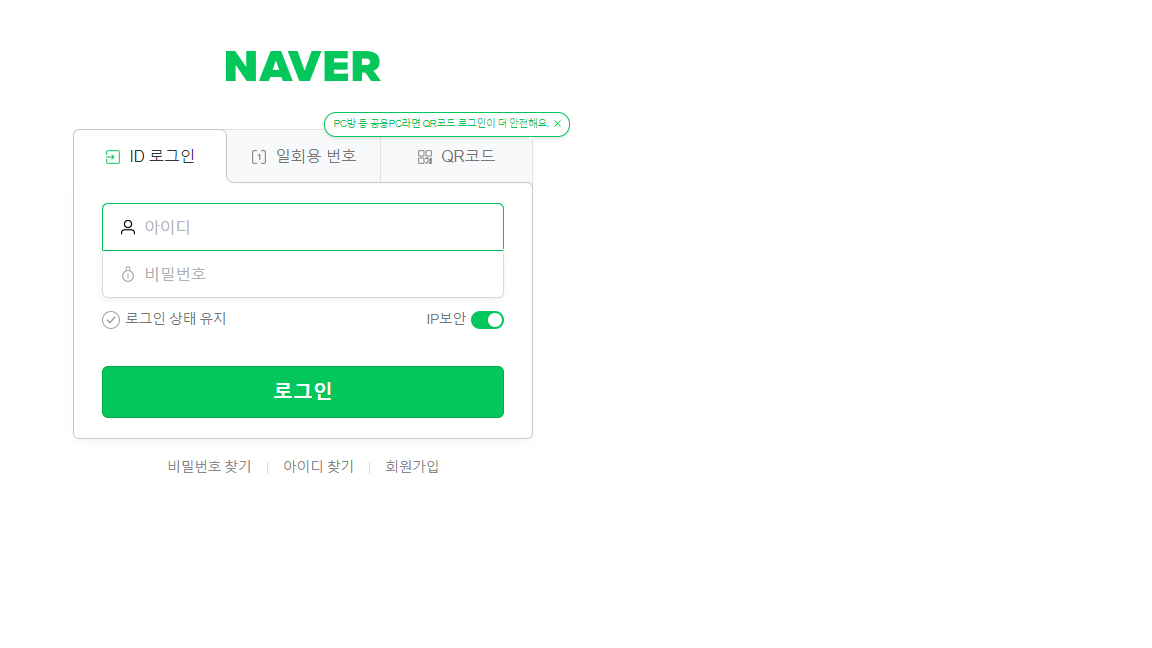 NAVER
PC방 등 공용PC라면 QR코드 로그인이 더 안전해요.
ID 로그인
1 일회용 번호
QR코드
아이디
비밀번호
로그인 상태 유지
IP보안
로그인
비밀번호 찾기
아이디 찾기
회원가입